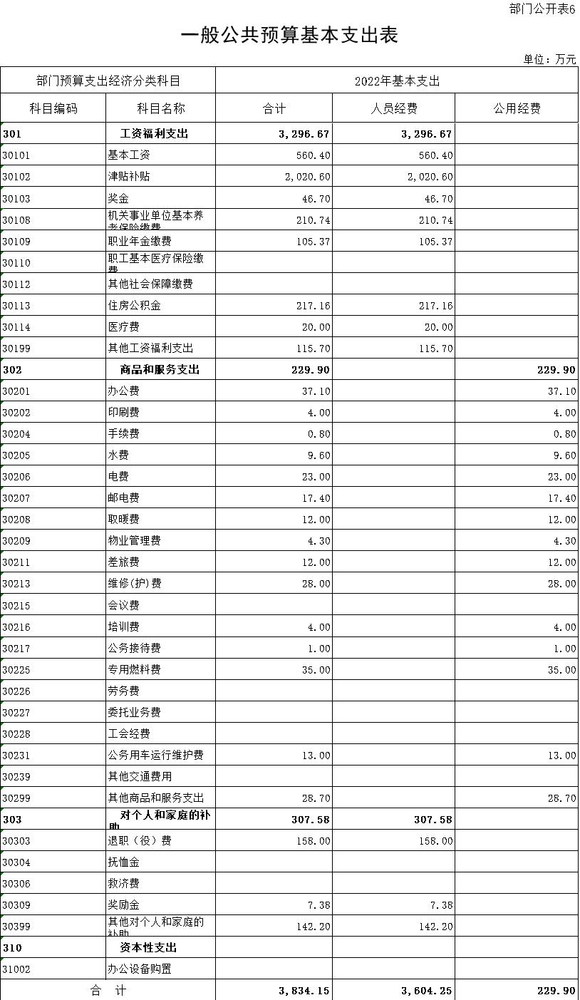 部门公开表6
一般公共预算基本支出表
单位：万元
部门预算支出经济分类科目 2022年基本支出
科目编码 科目名称 合计 人员经费 公用经费
301 工资福利支出 3,296.67 3,296.67
30101 基本工资 560.40 560.40
30102 津贴补贴 2,020.60 2,020.60
30103 奖金 46.70 46.70
30108 机关事业单位基本养老保险缴费 210.74 210.74
30109 职业年金缴费 105.37 105.37
30110 职工基本医疗保险缴费
30112 其他社会保障缴费
30113 住房公积金 217.16 217.16
30114 医疗费 20.00 20.00
30199 其他工资福利支出 115.70 115.70
302 商品和服务支出 229.90 229.90
30201 办公费 37.10 37.10
30202 印刷费 4.00 4.00
30204 手续费 0.80 0.80
30205 水费 9.60 9.60
30206 电费 23.00 23.00
30207 邮电费 17.40 17.40
30208 取暖费 12.00 12.00
30209 物业管理费 4.30 4.30
30211 差旅费 12.00 12.00
30213 维修(护)费 28.00 28.00
30215 会议费
30216 培训费 4.00 4.00
30217 公务接待费 1.00 1.00
30225 专用燃料费 35.00 35.00
30226 劳务费
30227 委托业务费
30228 工会经费
30231 公务用车运行维护费 13.00 13.00
30239 其他交通费用
30299 其他商品和服务支出 28.70 28.70
303 对个人和家庭的补助 307.58 307.58
30303 退职（役）费 158.00 158.00
30304 抚恤金
30306 救济费
30309 奖励金 7.38 7.38
30399 其他对个人和家庭的补助 142.20 142.20
310 资本性支出
31002 办公设备购置
合 计 3,834.15 3,604.25 229.90